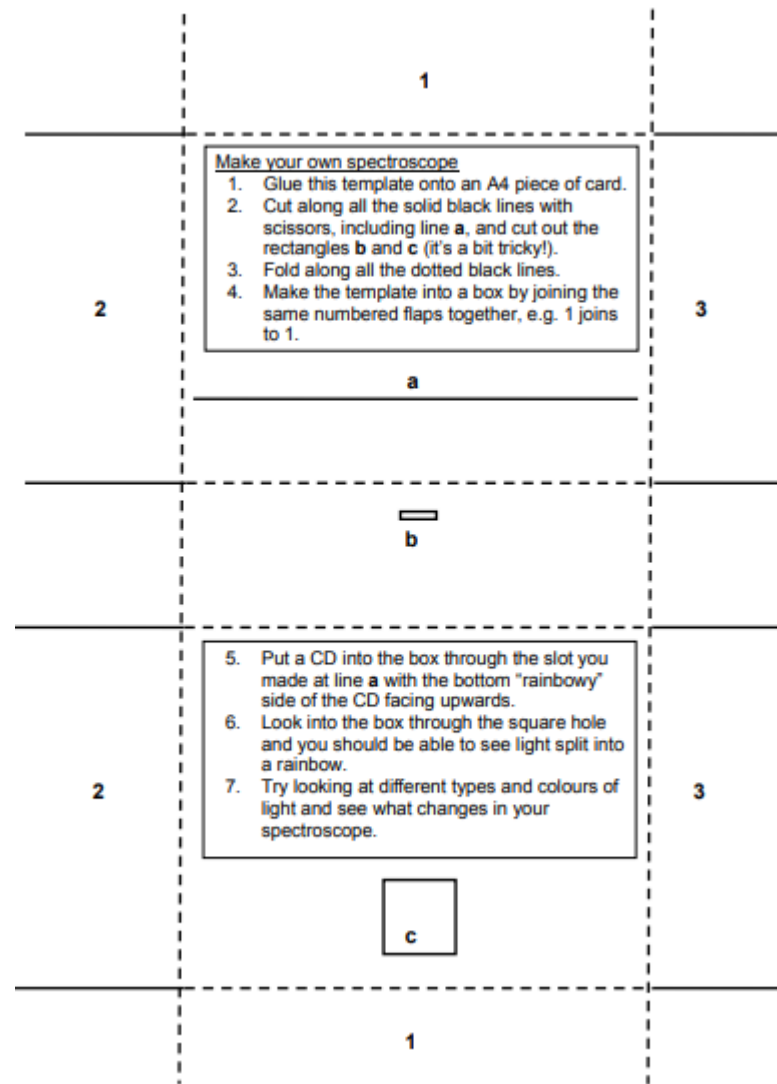 1
Make your own spectroscope
1. Glue this template onto an A4 piece of card.
2. Cut along all the solid black lines with
scissors, including line a, and cut out the
rectangles b and c (it's a bit tricky!).
3. Fold along all the dotted black lines.
4. Make the template into a box by joining the
same numbered flaps together, e.g. 1 joins
to 1.
2
3
a
b
5. Put a CD into the box through the slot you
made at line a with the bottom “rainbowy”
side of the CD facing upwards.
6. Look into the box through the square hole
and you should be able to see light split into
a rainbow.
7. Try looking at different types and colours of
light and see what changes in your
spectroscope.
2
3
c
1